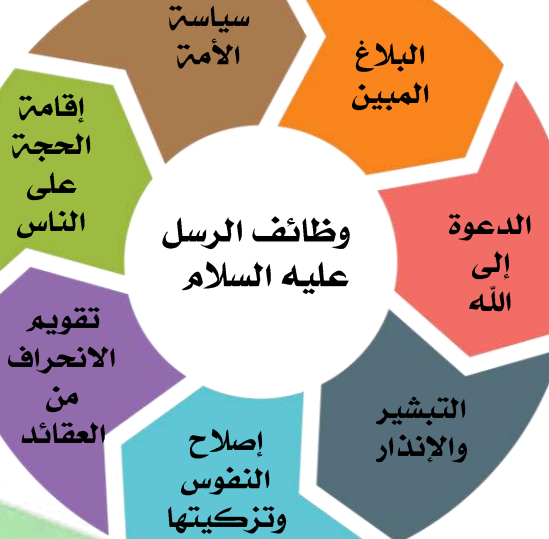 وظائف الرسل
عليه السلام
البلاغ
المبين
الدعوة
إلى
الله
التبشير
والإنذار
إصلاح
النفوس
وتزكيتها
تقويم
الانحراف
من
العقائد
إقامة
الحجة
على
الناس
سياسة
الأمة